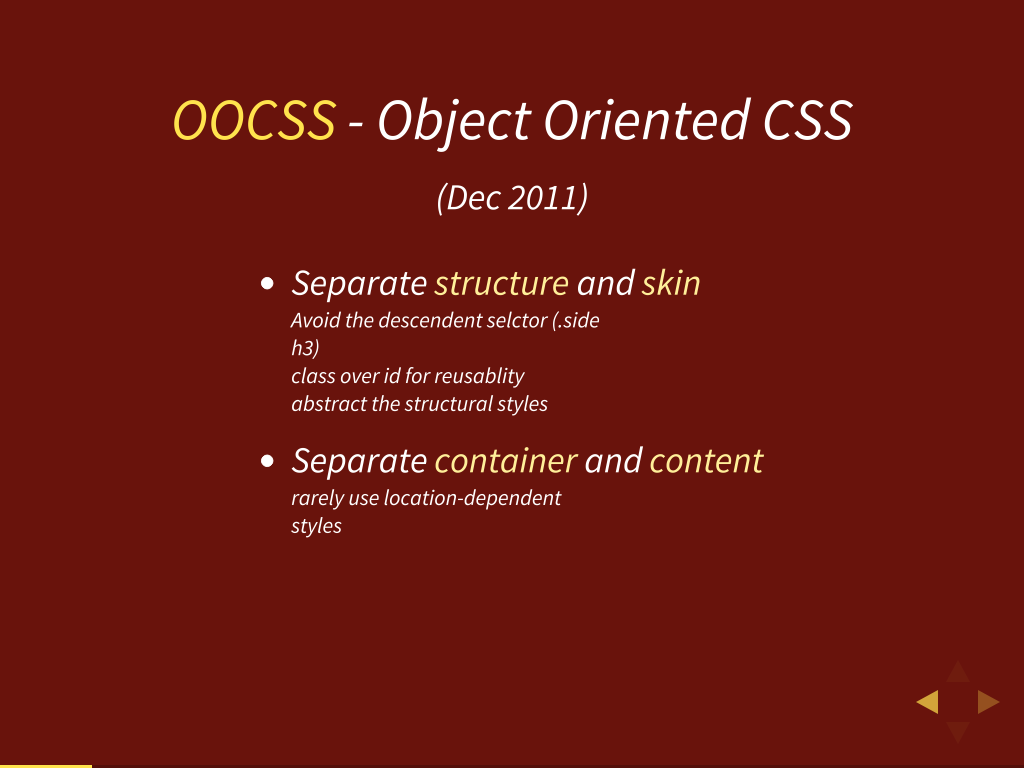 OOCSS - Object Oriented CSS
(Dec 2011)
• Separate structure and skin
Avoid the descendent selctor (.side
h3)
class over id for reusablity
abstract the structural styles
• Separate container and content
rarely use location-dependent
styles